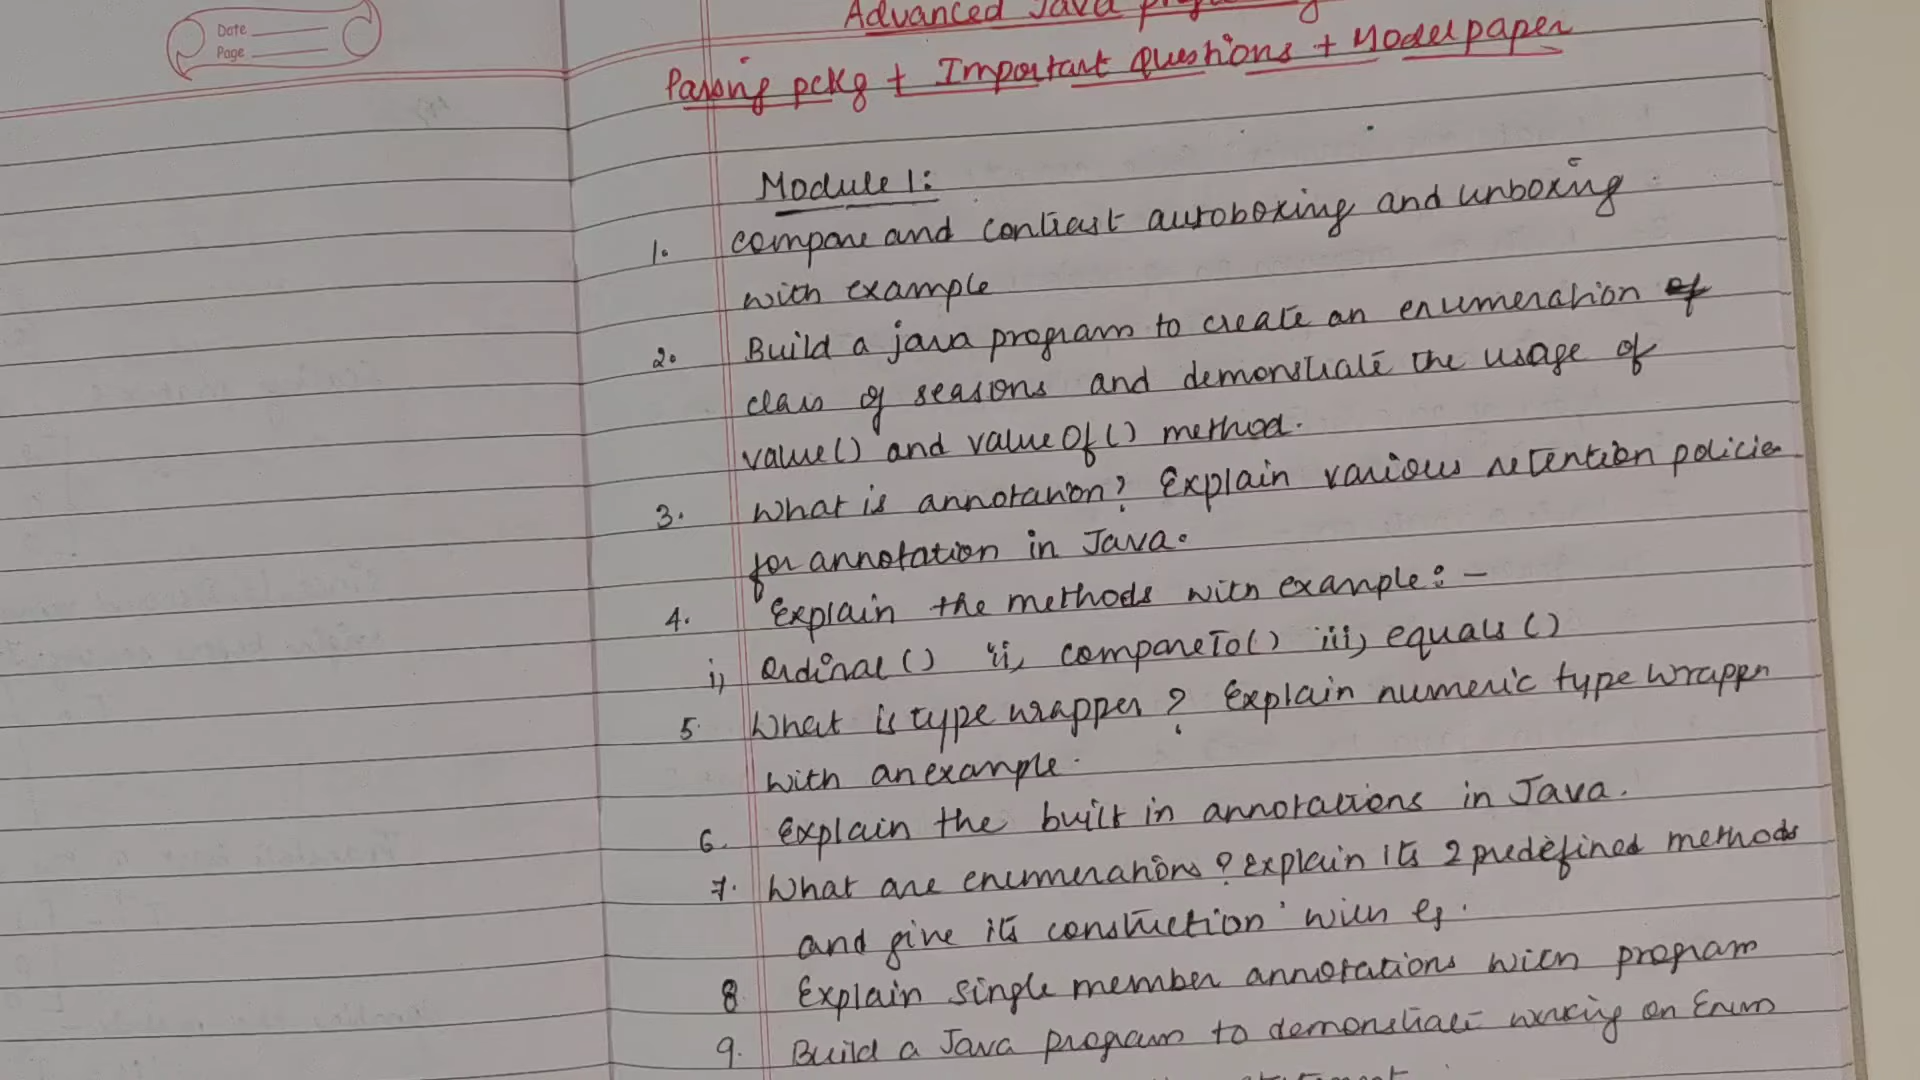 Date
Page
Advanced Java
Passing pckg + Important Questions + Model paper
Module 1:
1. compare and contrast autoboxing and unboxing
with example
2. Build a java program to create an enumeration of
class of seasons and demonstrate the usage of
value() and valueOf() method.
3. What is annotation? Explain various retention policies
for annotation in Java.
4. Explain the methods with example: -
i, ordinal() ii, compareTo() iii, equals()
5. What is type wrapper? Explain numeric type wrapper
with an example.
6. Explain the built in annotations in Java.
7. What are enumerations? explain its 2 predefined methods
and give its construction with eg.
8 Explain single member annotations with program
9. Build a Java program to demonstrate working on Enum